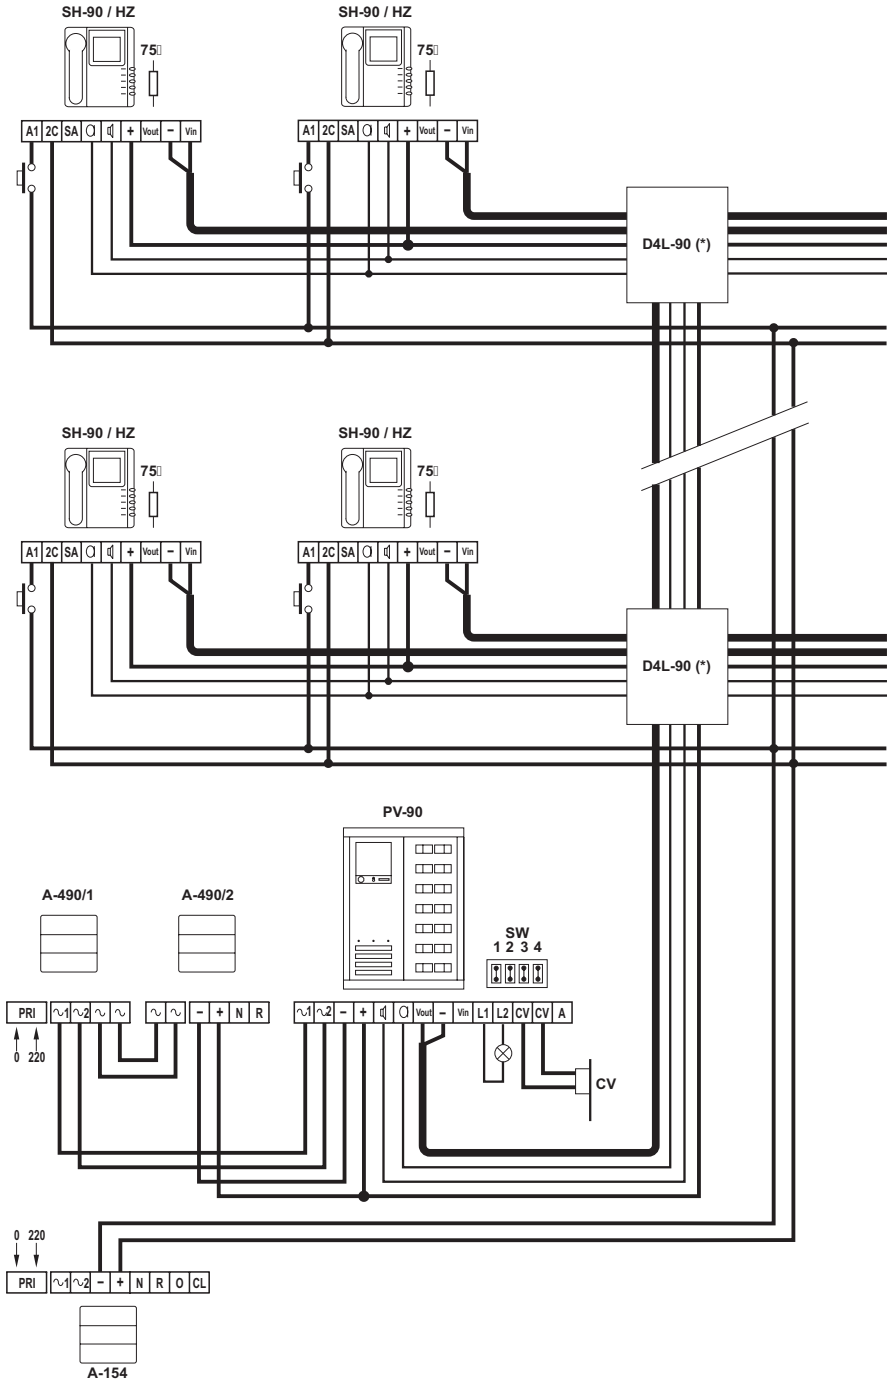 SH-90 / HZ
SH-90 / HZ
75
75
A1 2C SA + Vout − Vin
A1 2C SA + Vout − Vin
D4L-90 (*)
SH-90 / HZ
SH-90 / HZ
75
75
A1 2C SA + Vout − Vin
A1 2C SA + Vout − Vin
D4L-90 (*)
PV-90
A-490/1
A-490/2
SW
1 2 3 4
PRI ~1 ~2 ~ ~
~ ~ − + N R
~1 ~2 − + Vout − Vin L1 L2 CV CV A
0 220
CV
0 220
PRI ~1 ~2 − + N R O CL
A-154